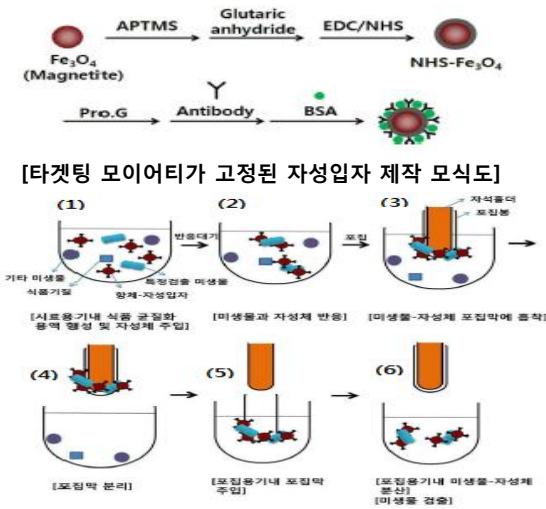 APTMS
Glutaric
anhydride
EDC/NHS
Fe₃O₄
(Magnetite)
NHS-Fe₃O₄
Pro.G
Antibody
BSA
[타겟팅 모이어티가 고정된 자성입자 제작 모식도]
(1)
(2)
(3)
자석홀더
포집봉
반응대기
포집
기타 미생물
식품기질
특정검출 미생물
항체-자성입자
[시료용기내 식품 균질화
용액 형성 및 자성체 주입]
[미생물과 자성체 반응]
[미생물-자성체 포집막에 흡착]
(4)
(5)
(6)
[포집막 분리]
[포집용기내 포집막
주입]
[포집용기내 미생물-자성체
분산]
[미생물 검출]